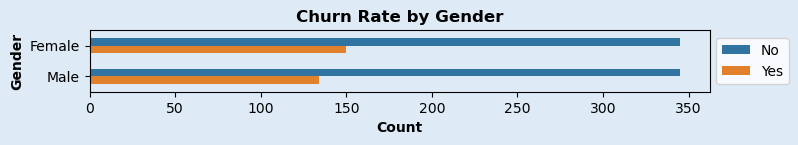 Churn Rate by Gender
Gender
Female
Male
0 50 100 150 200 250 300 350
Count
No
Yes